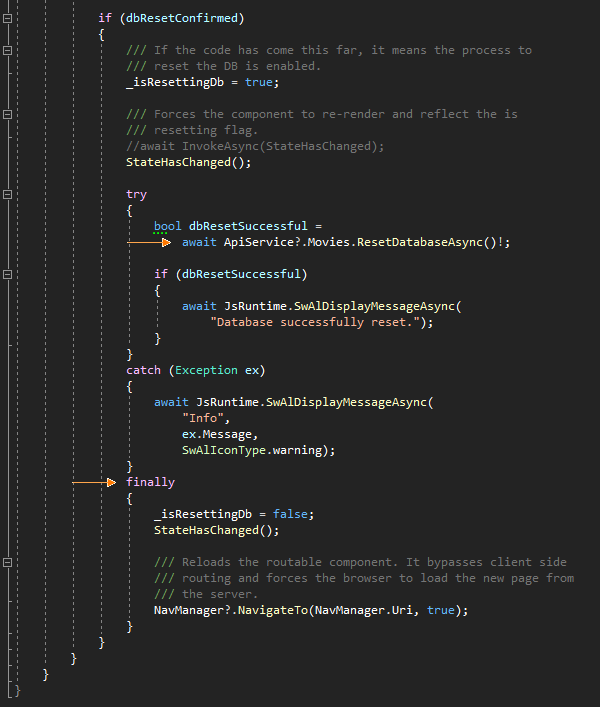 if (dbResetConfirmed)
{
/// If the code has come this far, it means the process to
/// reset the DB is enabled.
_isResettingDb = true;
/// Forces the component to re-render and reflect the is
/// resetting flag.
//await InvokeAsync(StateHasChanged);
StateHasChanged();
try
{
bool dbResetSuccessful =
await ApiService?.Movies.ResetDatabaseAsync()!;
if (dbResetSuccessful)
{
await JsRuntime.SwAlDisplayMessageAsync(
"Database successfully reset.");
}
}
catch (Exception ex)
{
await JsRuntime.SwAlDisplayMessageAsync(
"Info",
ex.Message,
SwAlIconType.warning);
}
finally
{
_isResettingDb = false;
StateHasChanged();
/// Reloads the routable component. It bypasses client side
/// routing and forces the browser to load the new page from
/// the server.
NavManager?.NavigateTo(NavManager.Uri, true);
}
}
}
}
}